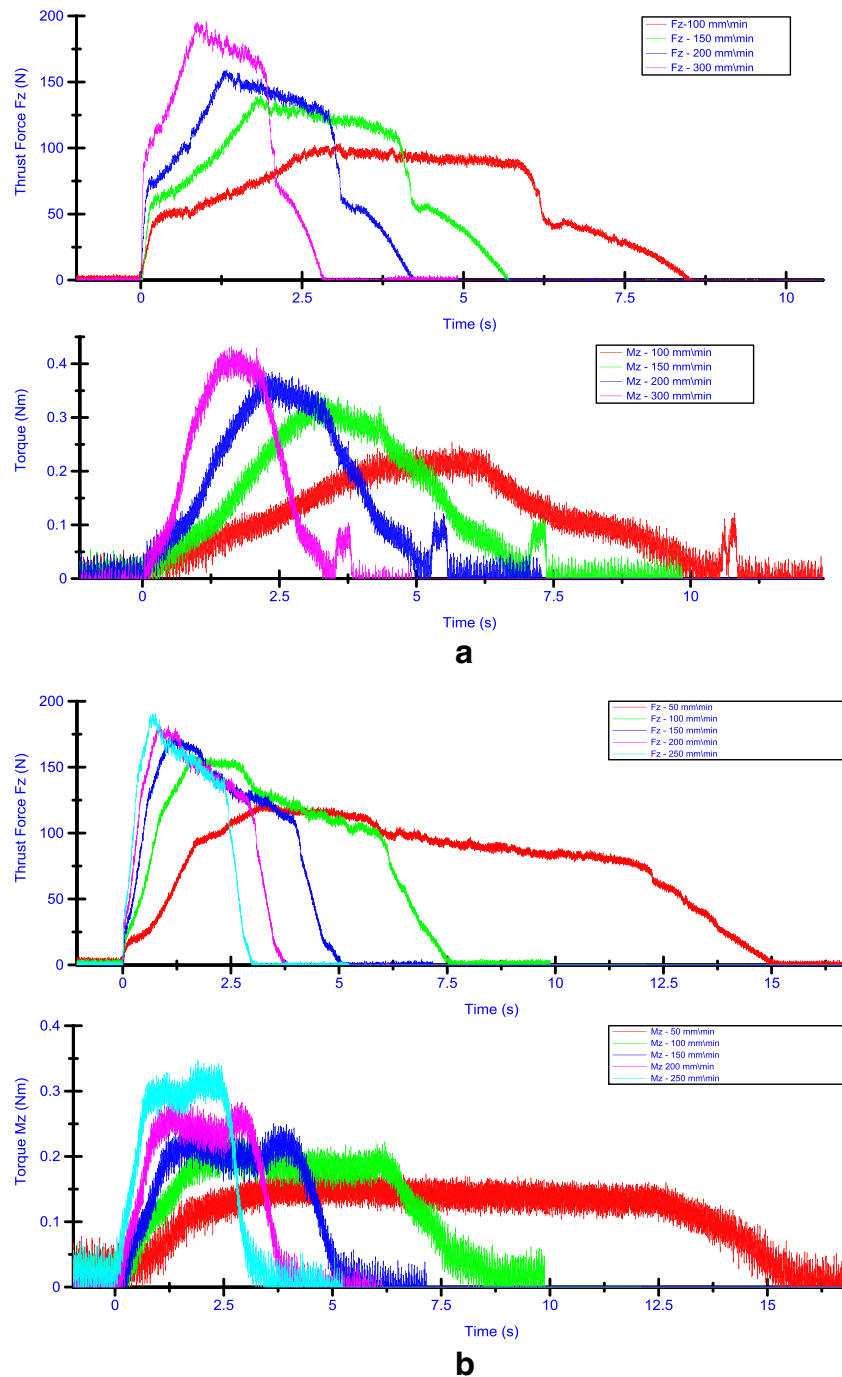 200
150
100
50
0
Thrust Force Fz (N)
Fz-100 mm\min
Fz - 150 mm\min
Fz - 200 mm\min
Fz - 300 mm\min
0 2.5 5 7.5 10
Time (s)
0.4
0.3
0.2
0.1
0
Torque (Nm)
Mz - 100 mm\min
Mz - 150 mm\min
Mz - 200 mm\min
Mz - 300 mm\min
0 2.5 5 7.5 10
Time (s)
a
200
150
100
50
0
Thrust Force Fz (N)
Fz - 50 mm\min
Fz - 100 mm\min
Fz - 150 mm\min
Fz - 200 mm\min
Fz - 250 mm\min
0 2.5 5 7.5 10 12.5 15
Time (s)
0.4
0.3
0.2
0.1
0
Torque Mz (Nm)
Mz - 50 mm\min
Mz - 100 mm\min
Mz - 150 mm\min
Mz 200 mm\min
Mz - 250 mm\min
0 2.5 5 7.5 10 12.5 15
Time (s)
b